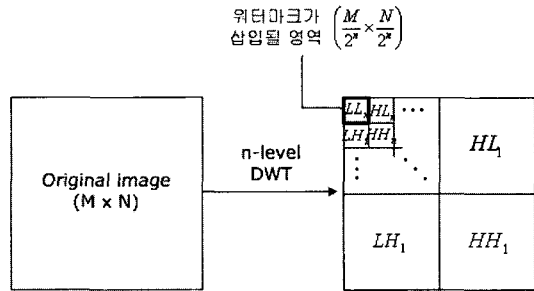 워터마크가
삽입될 영역 (M/2ⁿ × N/2ⁿ)
Original image
(M x N)
n-level
DWT
LLₙ HLₙ ⋯
LHₙ HHₙ
⋮ ⋱
HL₁
LH₁ HH₁